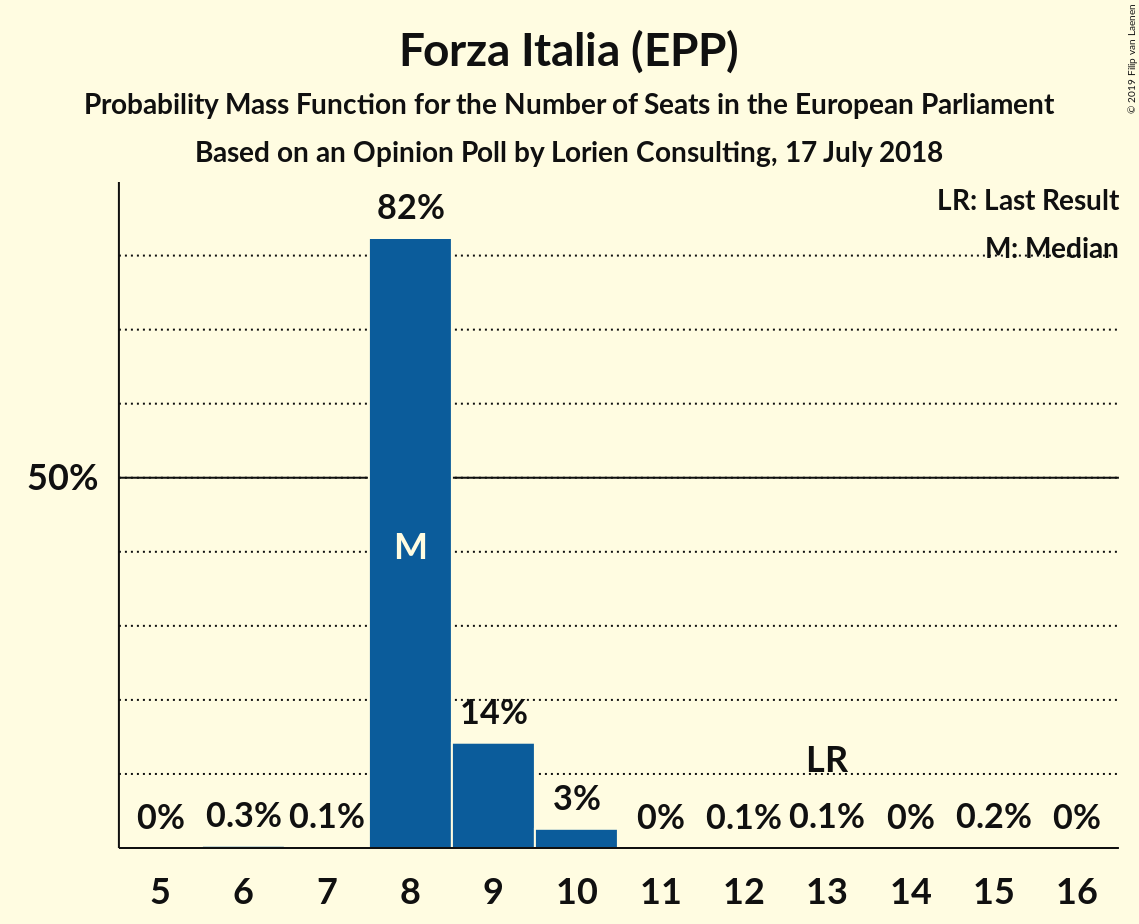 Forza Italia (EPP)
Probability Mass Function for the Number of Seats in the European Parliament
Based on an Opinion Poll by Lorien Consulting, 17 July 2018
© 2019 Filip van Laenen
LR: Last Result
M: Median
82%
50%
M
14%
LR
0% 0.3% 0.1% 3% 0% 0.1% 0.1% 0% 0.2% 0%
5 6 7 8 9 10 11 12 13 14 15 16